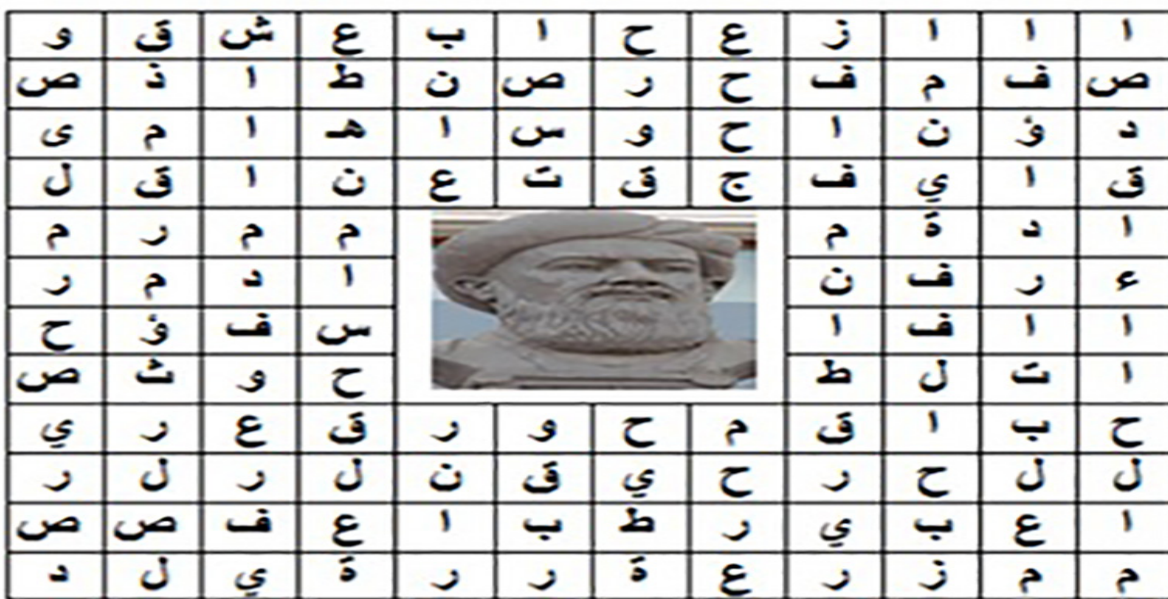 ا ا ا ز ع ح ا ب ع ش ق و
ص ف م ف ح ر ص ن ط ا ذ ص
د ؤ ن ا ح و س ا هـ ا م ى
ق ا ي ف ج ق ت ع ن ا ق ل
ا د ة م م م ر م
ء ر ف ن ا د م ر
ا ا ف ا س ف ؤ ح
ا ت ل ط ح و ث ص
ح ب ا ق م ح و ر ق ع ر ي
ل ل ح ر ح ي ق ن ل ر ل ر
ا ع ب ي ر ط ب ا ع ف ص ص
م م ز ر ع ة ر ر ة ي ل د